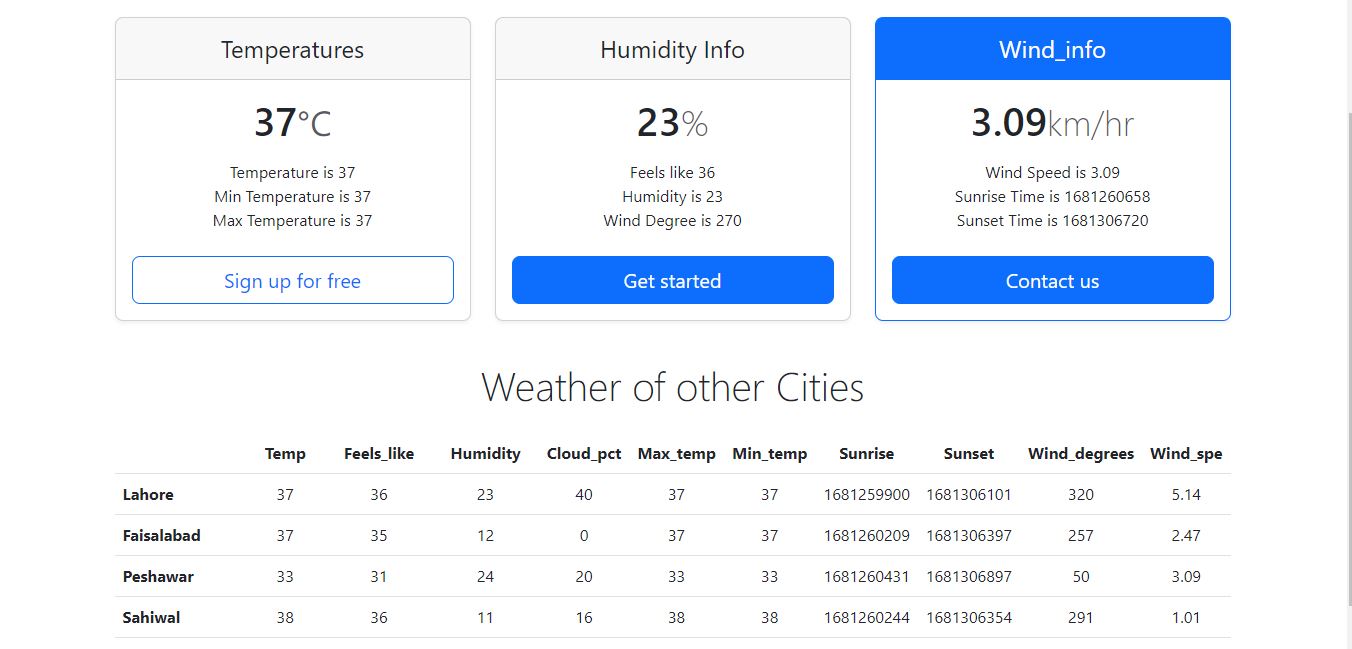 Temperatures
37°C
Temperature is 37
Min Temperature is 37
Max Temperature is 37
Sign up for free
Humidity Info
23%
Feels like 36
Humidity is 23
Wind Degree is 270
Get started
Wind_info
3.09km/hr
Wind Speed is 3.09
Sunrise Time is 1681260658
Sunset Time is 1681306720
Contact us
Weather of other Cities
Temp Feels_like Humidity Cloud_pct Max_temp Min_temp Sunrise Sunset Wind_degrees Wind_spe
Lahore 37 36 23 40 37 37 1681259900 1681306101 320 5.14
Faisalabad 37 35 12 0 37 37 1681260209 1681306397 257 2.47
Peshawar 33 31 24 20 33 33 1681260431 1681306897 50 3.09
Sahiwal 38 36 11 16 38 38 1681260244 1681306354 291 1.01